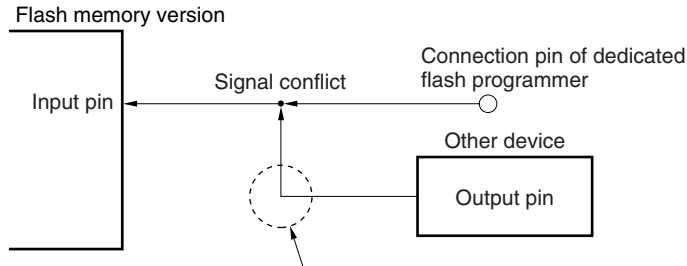 Flash memory version
Input pin
Signal conflict
Connection pin of dedicated
flash programmer
Other device
Output pin